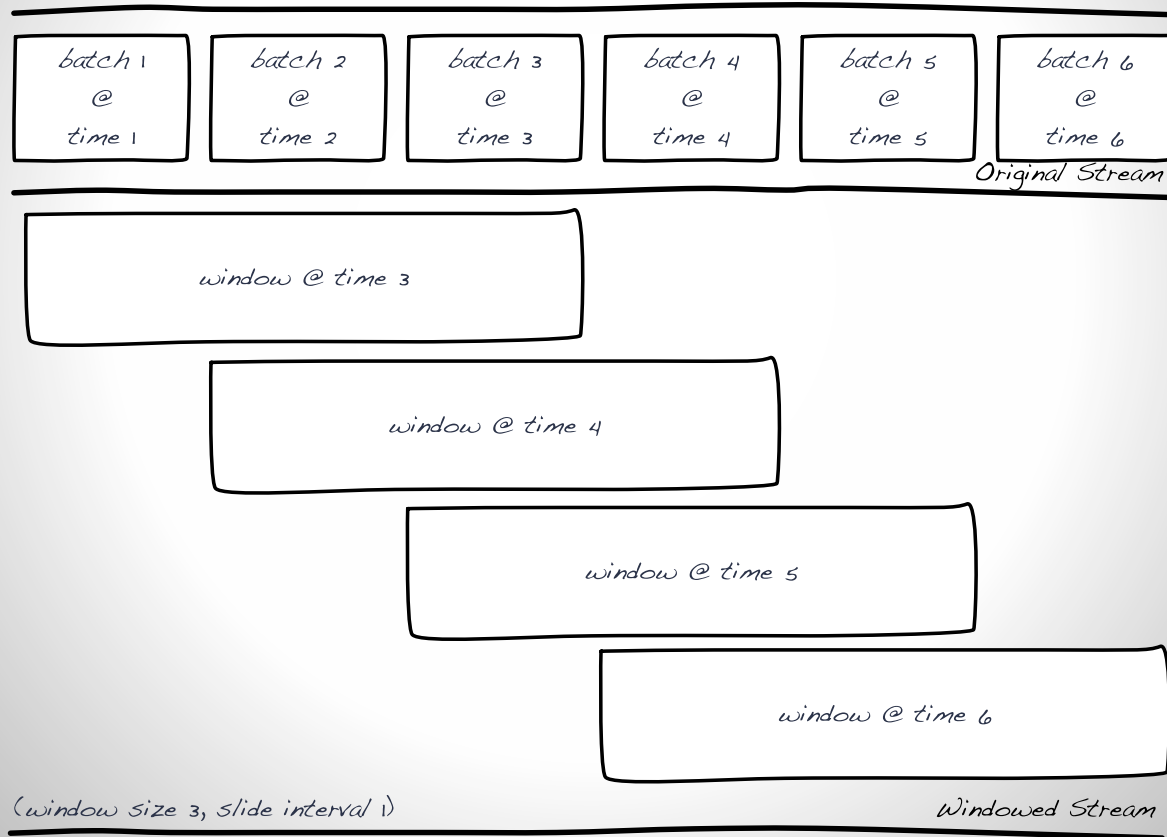 batch 1
@
time 1
batch 2
@
time 2
batch 3
@
time 3
batch 4
@
time 4
batch 5
@
time 5
batch 6
@
time 6
Original Stream
window @ time 3
window @ time 4
window @ time 5
window @ time 6
(window size 3, slide interval 1)
Windowed Stream